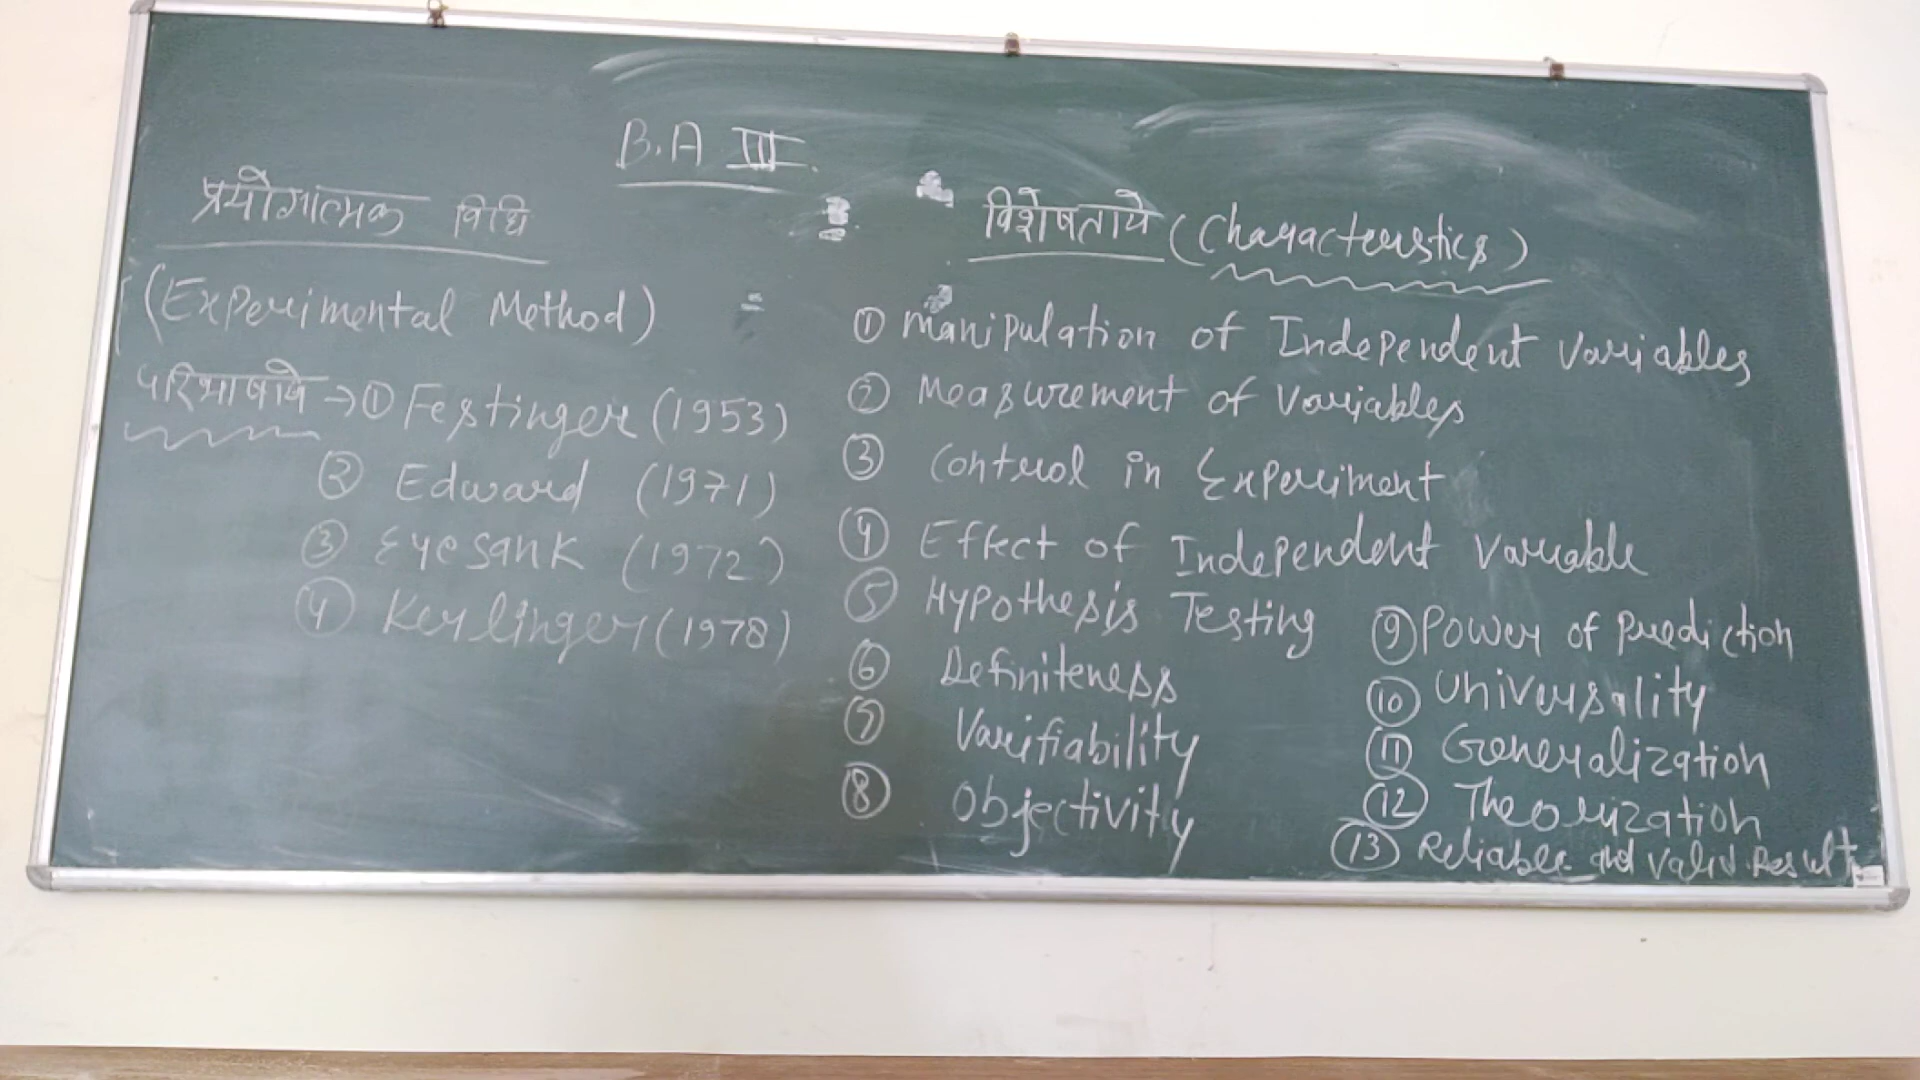 B.A III.
प्रयोगात्मक विधि
(Experimental Method)
परिभाषाये → ① Festinger (1953)
② Edward (1971)
③ Eyesank (1972)
④ Kerlinger (1978)
विशेषताये (Characteristics)
① Manipulation of Independent Variables
② Measurement of Variables
③ Control in Experiment
④ Effect of Independent Variable
⑤ Hypothesis Testing
⑥ Definiteness
⑦ Varifiability
⑧ Objectivity
⑨ Power of Prediction
⑩ Universality
⑪ Generalization
⑫ Theorization
⑬ Reliable and Valid Result